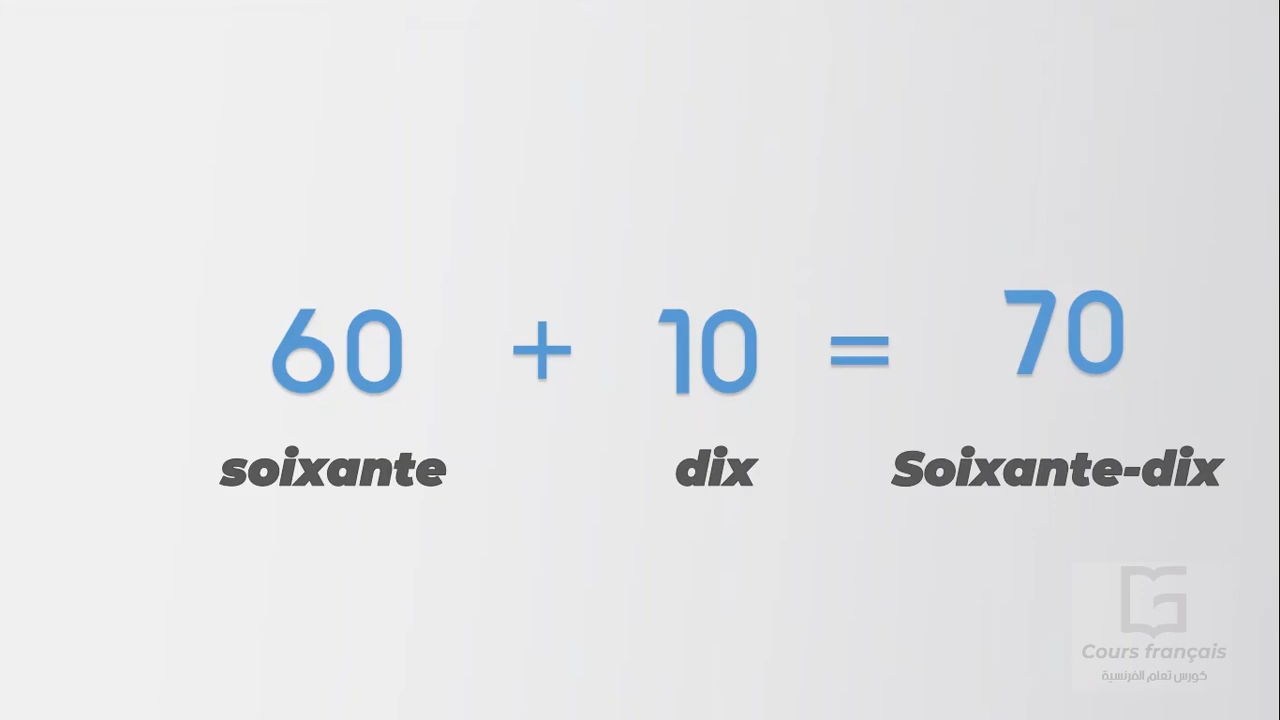 60 + 10 = 70
soixante dix Soixante-dix
Cours français
كورس تعلم الفرنسية